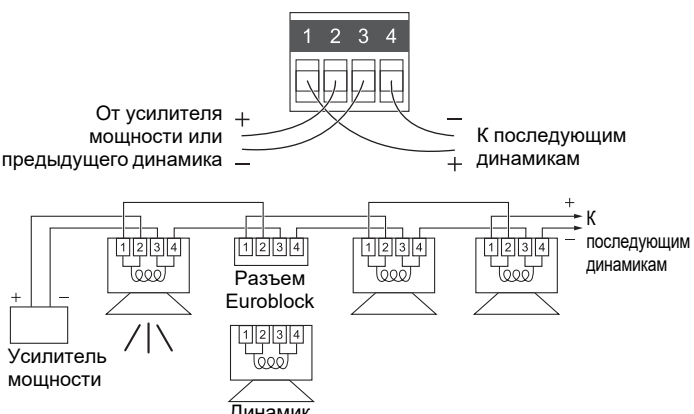 1 2 3 4
От усилителя
мощности или
предыдущего динамика
+
−
−
+
К последующим
динамикам
+
К
−
последующим
динамикам
1 2 3 4
1 2 3 4
1 2 3 4
1 2 3 4
+ −
Разъем
Euroblock
Усилитель
мощности
1 2 3 4
Динамик